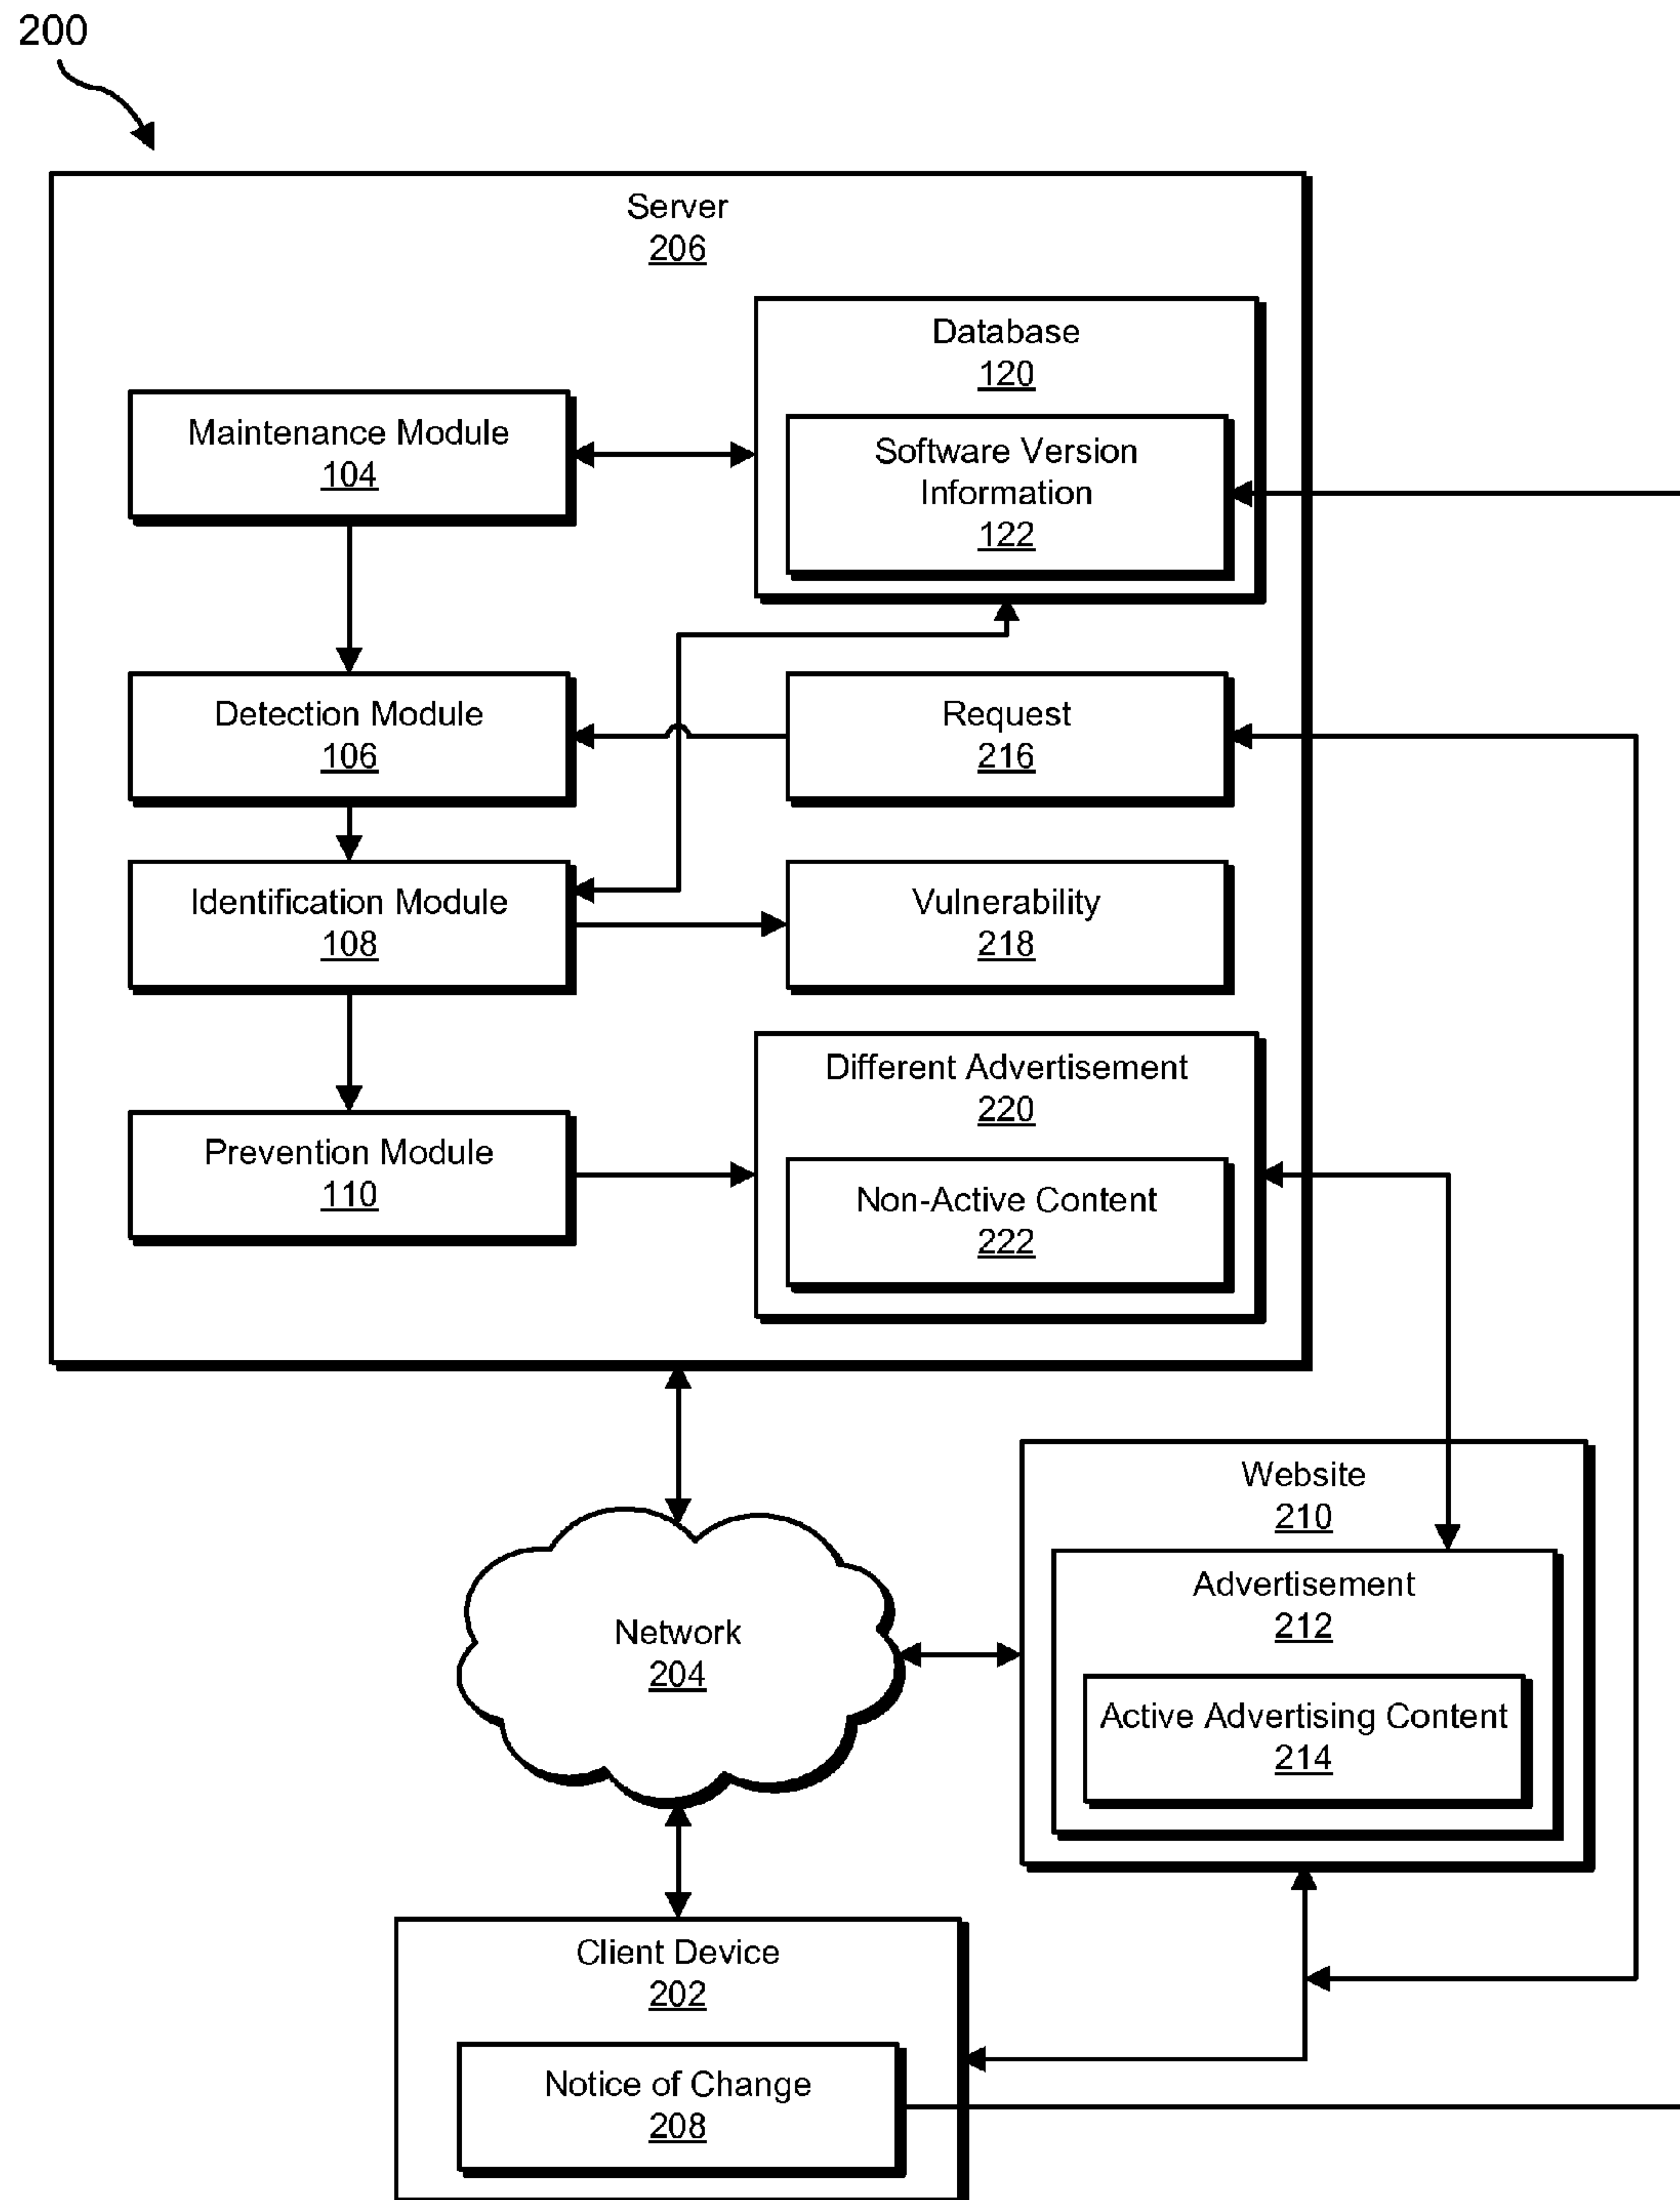 200
Server
206
Database
120
Software Version
Information
122
Maintenance Module
104
Detection Module
106
Request
216
Identification Module
108
Vulnerability
218
Different Advertisement
220
Non-Active Content
222
Prevention Module
110
Website
210
Advertisement
212
Active Advertising Content
214
Network
204
Client Device
202
Notice of Change
208